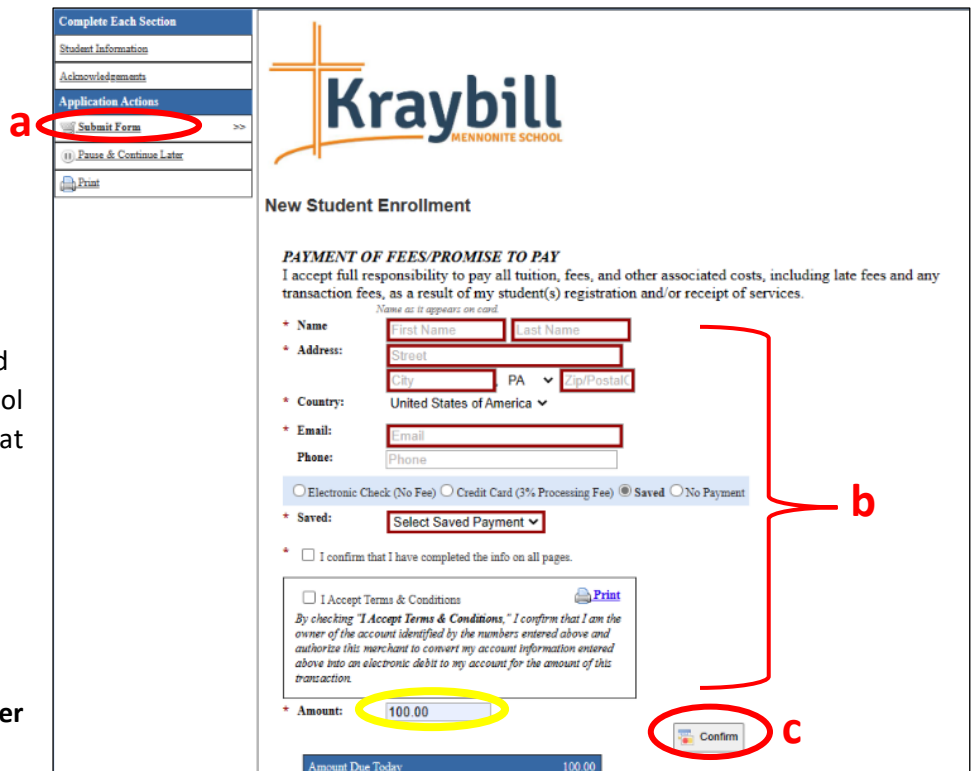 Complete Each Section
Student Information
Acknowledgements
Application Actions
a
Submit Form >>
Pause & Continue Later
Print
Kraybill
MENNONITE SCHOOL
New Student Enrollment
PAYMENT OF FEES/PROMISE TO PAY
I accept full responsibility to pay all tuition, fees, and other associated costs, including late fees and any
transaction fees, as a result of my student(s) registration and/or receipt of services.
Name as it appears on card.
* Name First Name Last Name
* Address: Street
City , PA Zip/PostalC
* Country: United States of America
* Email: Email
Phone: Phone
Electronic Check (No Fee) Credit Card (3% Processing Fee) Saved No Payment
* Saved: Select Saved Payment
* I confirm that I have completed the info on all pages.
I Accept Terms & Conditions Print
By checking "I Accept Terms & Conditions," I confirm that I am the
owner of the account identified by the numbers entered above and
authorize this merchant to convert my account information entered
above into an electronic debit to my account for the amount of this
transaction.
b
* Amount: 100.00
Confirm
c
Amount Due Today 100.00
d
ol
at
er